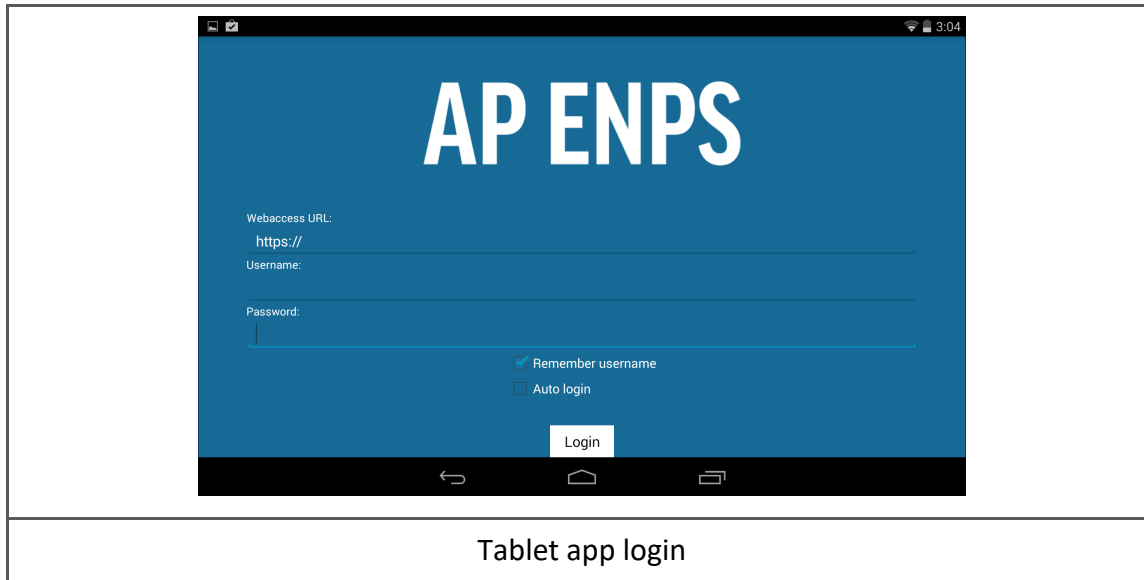 3:04
AP ENPS
Webaccess URL:
https://
Username:
Password:
Remember username
Auto login
Login
Tablet app login